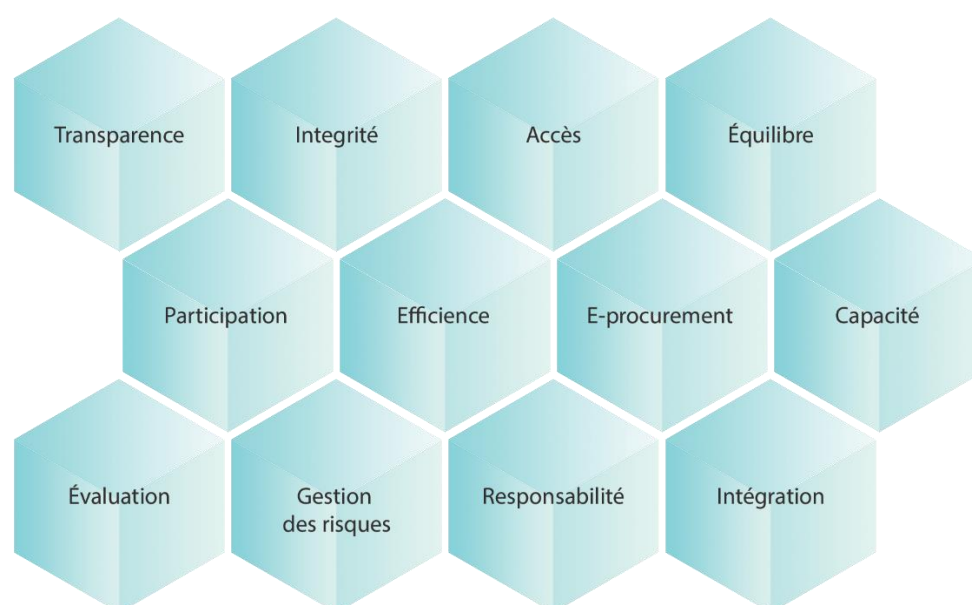 Transparence
Integrité
Accès
Équilibre
Participation
Efficience
E-procurement
Capacité
Évaluation
Gestion
des risques
Responsabilité
Intégration